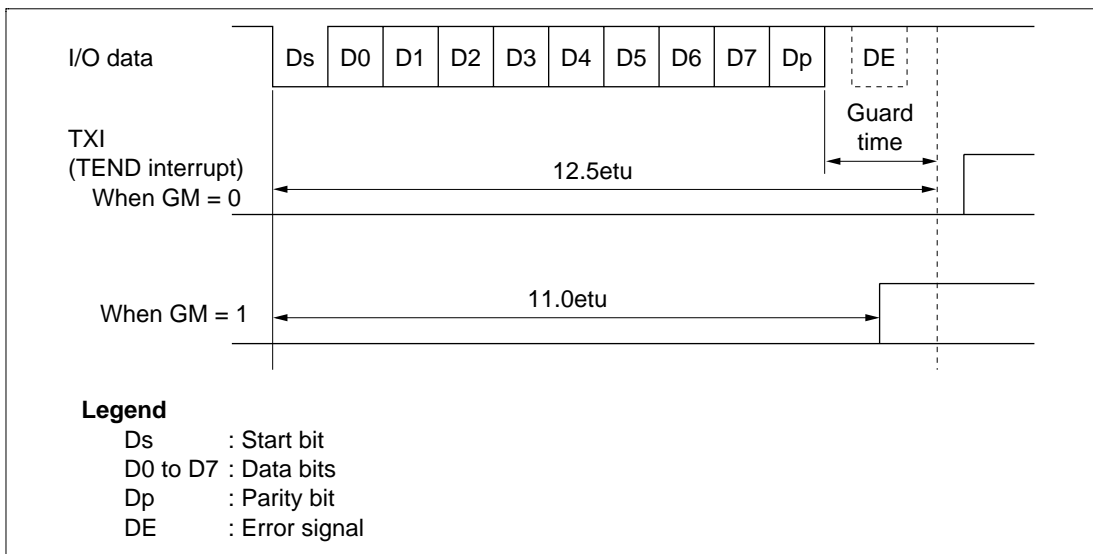 I/O data
Ds D0 D1 D2 D3 D4 D5 D6 D7 Dp DE
Guard
time
TXI
(TEND interrupt)
When GM = 0
12.5etu
When GM = 1
11.0etu
Legend
Ds : Start bit
D0 to D7 : Data bits
Dp : Parity bit
DE : Error signal